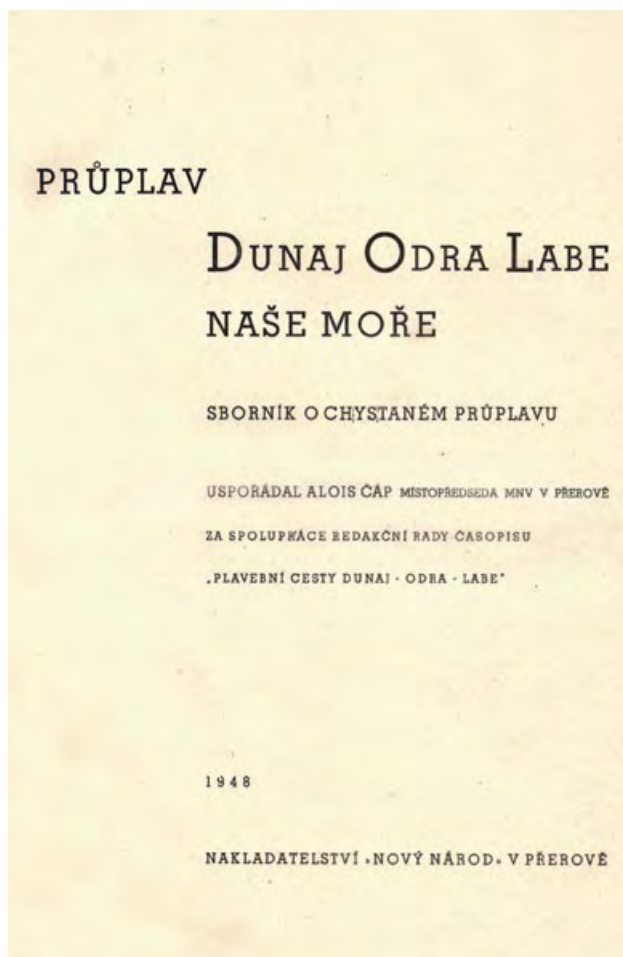 PRŮPLAV
DUNAJ ODRA LABE
NAŠE MOŘE
SBORNÍK O CHYSTANÉM PRŮPLAVU
USPOŘÁDAL ALOIS ČÁP MÍSTOPŘEDSEDA MNV V PŘEROVĚ
ZA SPOLUPRÁCE REDAKČNÍ RADY ČASOPISU
„PLAVEBNÍ CESTY DUNAJ - ODRA - LABE"
1948
NAKLADATELSTVÍ »NOVÝ NÁROD« V PŘEROVĚ